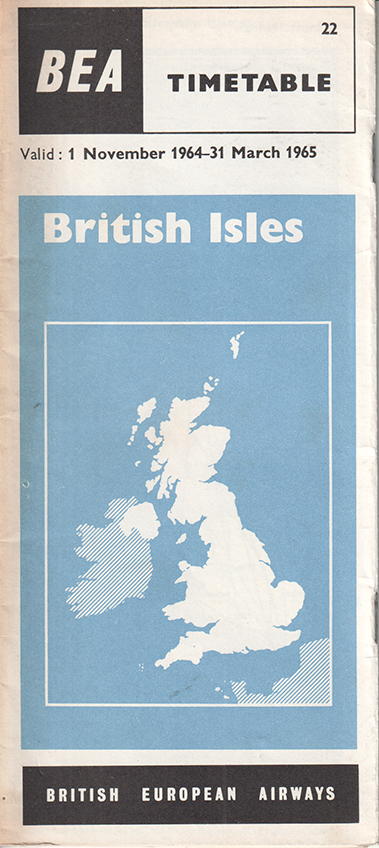 22
BEA TIMETABLE
Valid : 1 November 1964–31 March 1965
British Isles
BRITISH EUROPEAN AIRWAYS